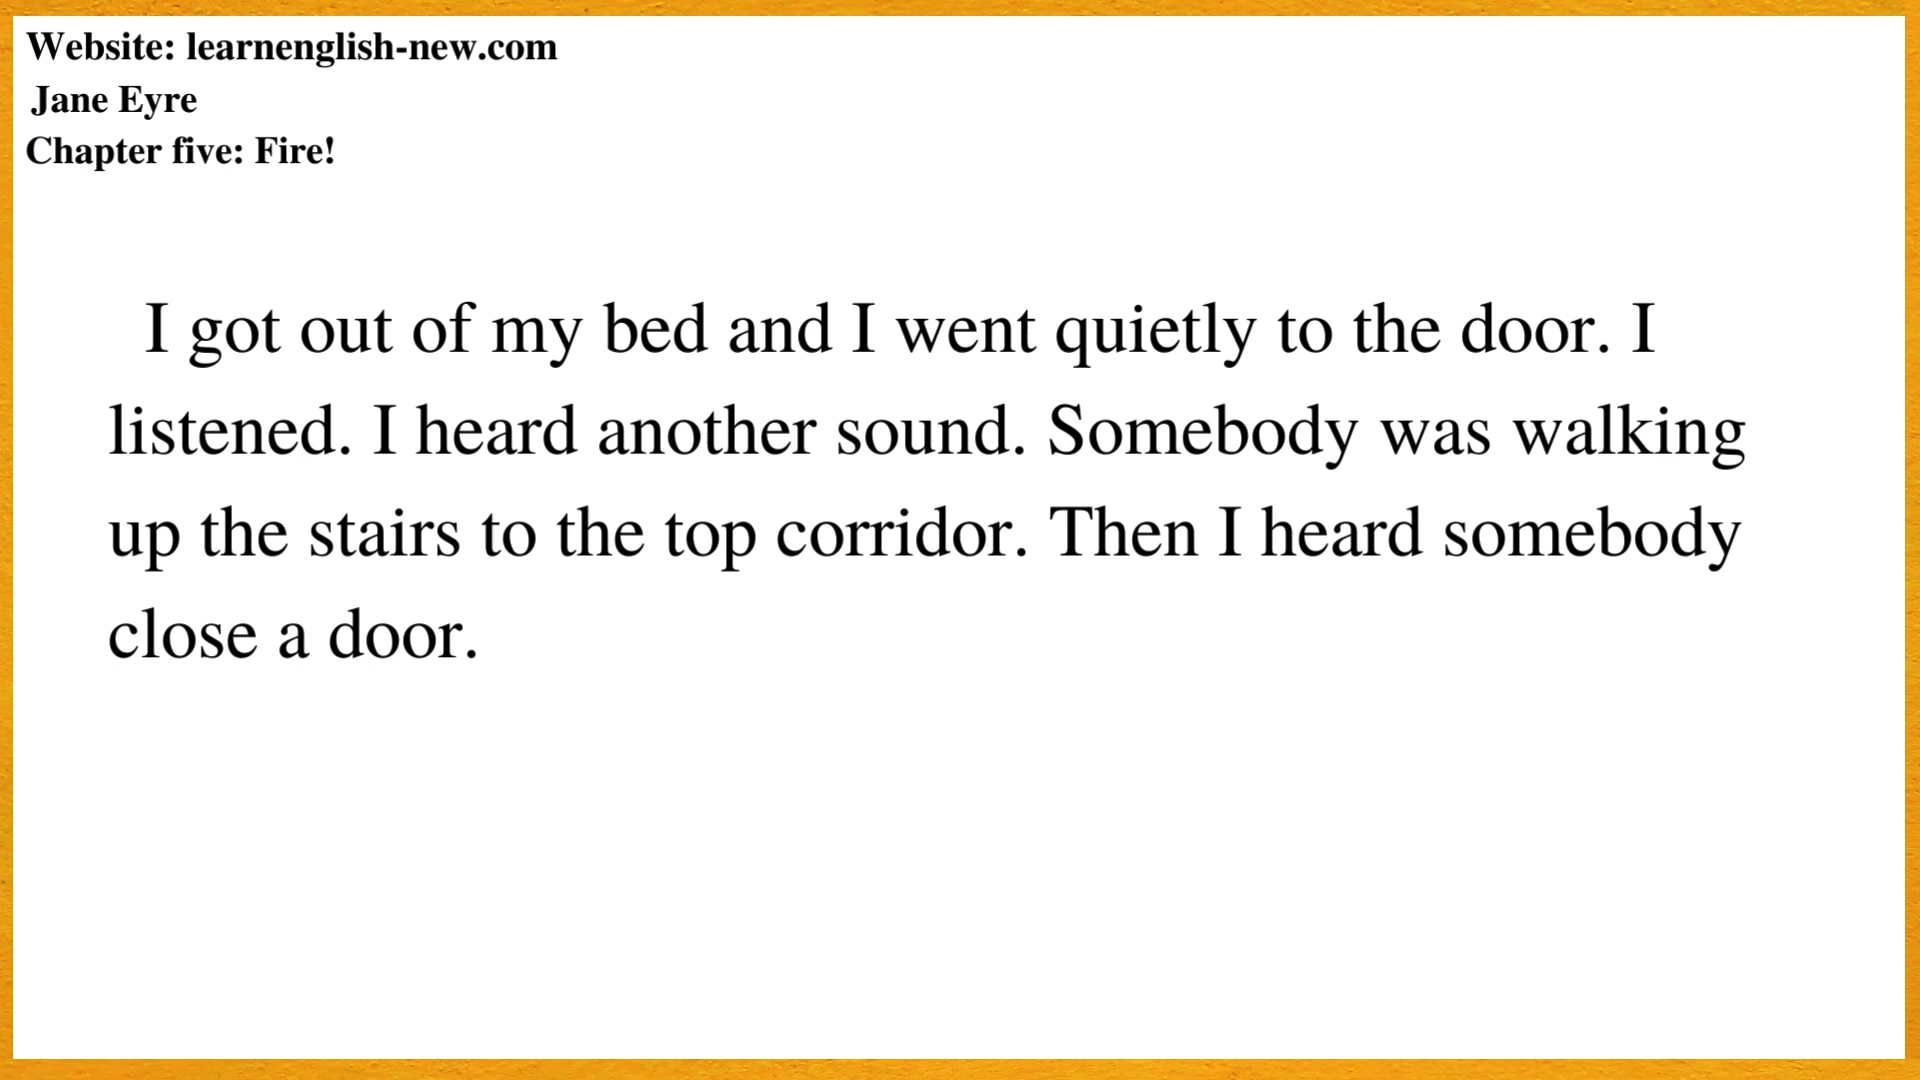 Website: learnenglish-new.com
Jane Eyre
Chapter five: Fire!
I got out of my bed and I went quietly to the door. I
listened. I heard another sound. Somebody was walking
up the stairs to the top corridor. Then I heard somebody
close a door.